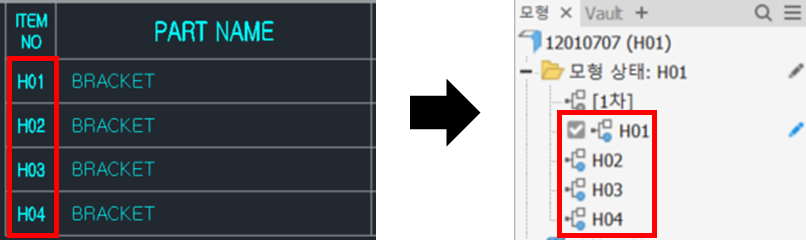 ITEM NO PART NAME
H01 BRACKET
H02 BRACKET
H03 BRACKET
H04 BRACKET
모형 Vault
12010707 (H01)
모형 상태: H01
[1차]
H01
H02
H03
H04